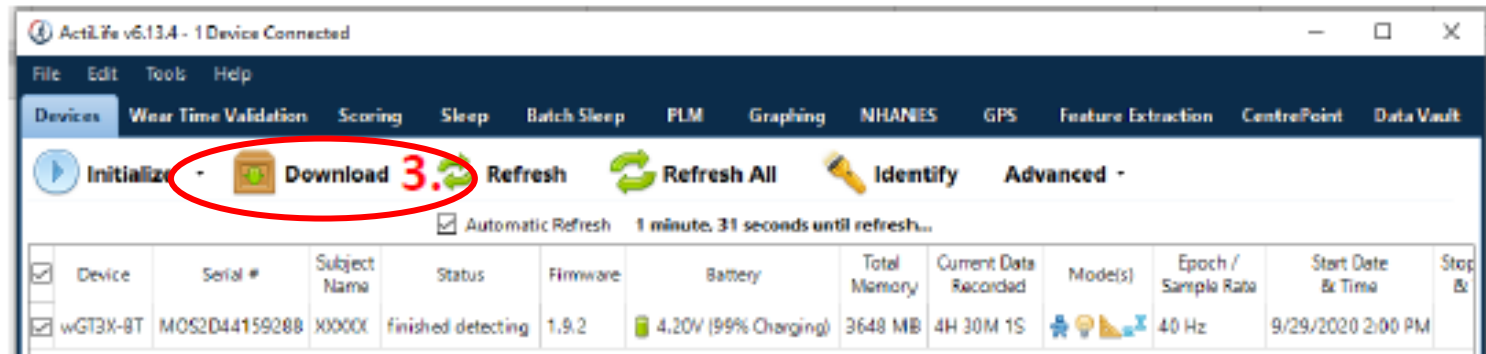 ActiLife v6.13.4 - 1 Device Connected
File Edit Tools Help
Devices Wear Time Validation Scoring Sleep Batch Sleep PLM Graphing NHANES GPS Feature Extraction CentrePoint Data Vault
Initialize Download 3. Refresh Refresh All Identify Advanced
Automatic Refresh 1 minute, 31 seconds until refresh...
Device Serial # Subject Name Status Firmware Battery Total Memory Current Data Recorded Mode(s) Epoch / Sample Rate Start Date & Time Stop &
wGT3X-BT MOS2D44159288 finished detecting 1.9.2 4.20V (99% Charging) 3648 MB 4H 30M 1S 40 Hz 9/29/2020 2:00 PM